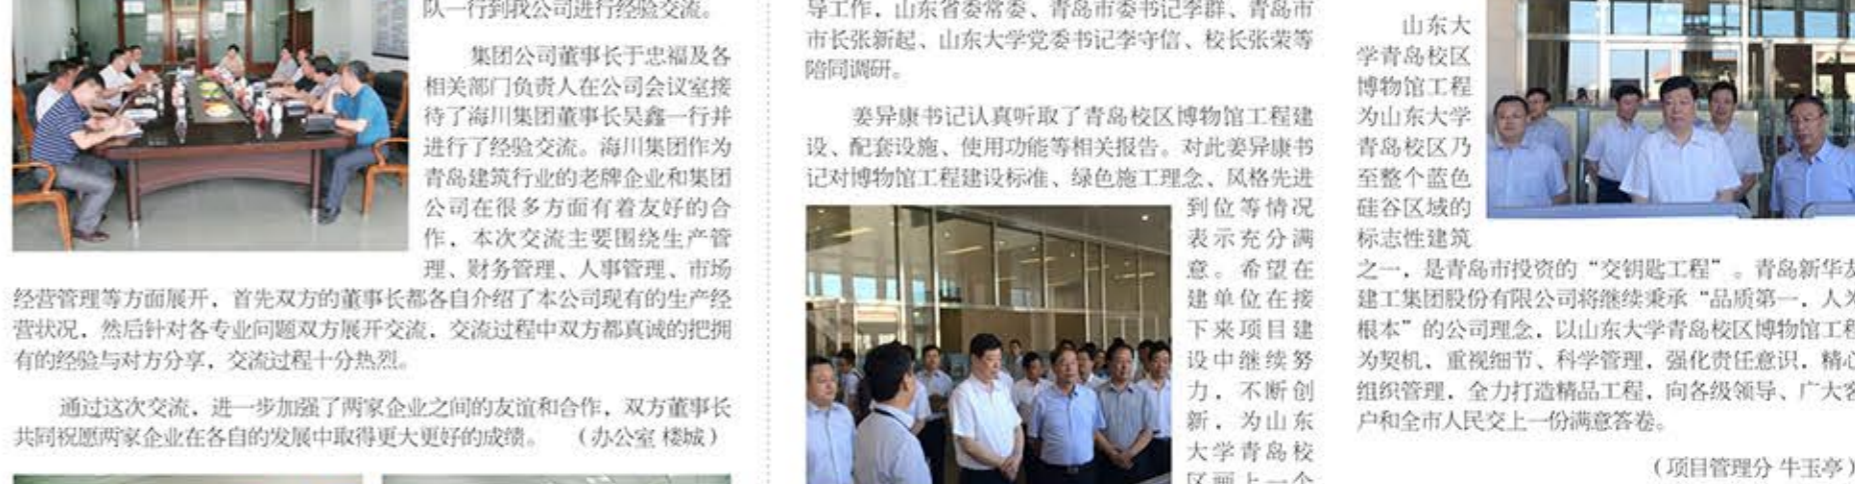 队一行到我公司进行经验交流。
集团公司董事长于忠福及各
相关部门负责人在公司会议室接
待了海川集团董事长吴鑫一行并
进行了经验交流。海川集团作为
青岛建筑行业的老牌企业和集团
公司在很多方面有着友好的合
作，本次交流主要围绕生产管
理、财务管理、人事管理、市场
经营管理等方面展开，首先双方的董事长都各自介绍了本公司现有的生产经
营状况，然后针对各专业问题双方展开交流，交流过程中双方都真诚的把拥
有的经验与对方分享，交流过程十分热烈。
通过这次交流，进一步加强了两家企业之间的友谊和合作，双方董事长
共同祝愿两家企业在各自的发展中取得更大更好的成绩。 （办公室 楼城）
导工作，山东省委常委、青岛市委书记李群、青岛市
市长张新起、山东大学党委书记李守信、校长张荣等
陪同调研。
姜异康书记认真听取了青岛校区博物馆工程建
设、配套设施、使用功能等相关报告。对此姜异康书
记对博物馆工程建设标准、绿色施工理念、风格先进
到位等情况
表示充分满
意。希望在
建单位在接
下来项目建
设中继续努
力，不断创
新，为山东
大学青岛校
区画上一个
山东大
学青岛校区
博物馆工程
为山东大学
青岛校区乃
至整个蓝色
硅谷区域的
标志性建筑
之一，是青岛市投资的“交钥匙工程”。青岛新华友
建工集团股份有限公司将继续秉承“品质第一，人为
根本”的公司理念，以山东大学青岛校区博物馆工程
为契机，重视细节、科学管理，强化责任意识，精心
组织管理，全力打造精品工程，向各级领导、广大客
户和全市人民交上一份满意答卷。
（项目管理分 牛玉亭）